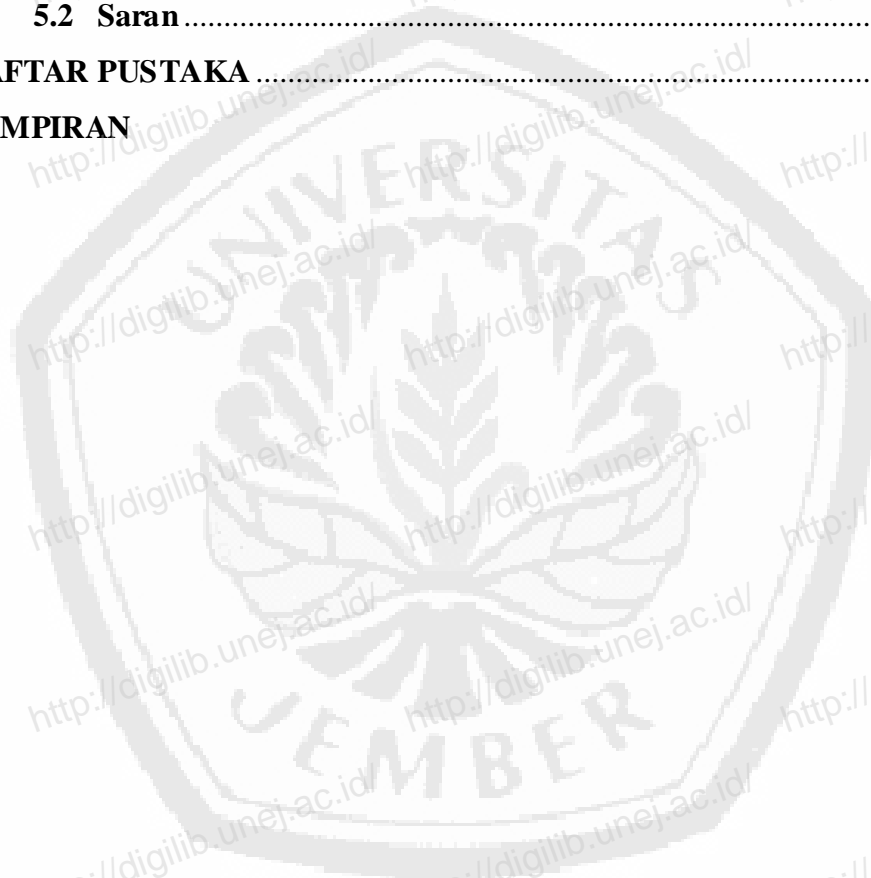 5.2 Saran ........................................................................................
AFTAR PUSTAKA ................................................................................
MPIRAN
UNIVERSITAS
JEMBER
http://digilib.unej.ac.id/
http://digilib.unej.ac.id/
http://
http://digilib.unej.ac.id/
http://digilib.unej.ac.id/
http://
http://digilib.unej.ac.id/
http://digilib.unej.ac.id/
http://
http://digilib.unej.ac.id/
http://digilib.unej.ac.id/
http://
://digilib.unej.ac.id/
://digilib.unej.ac.id/